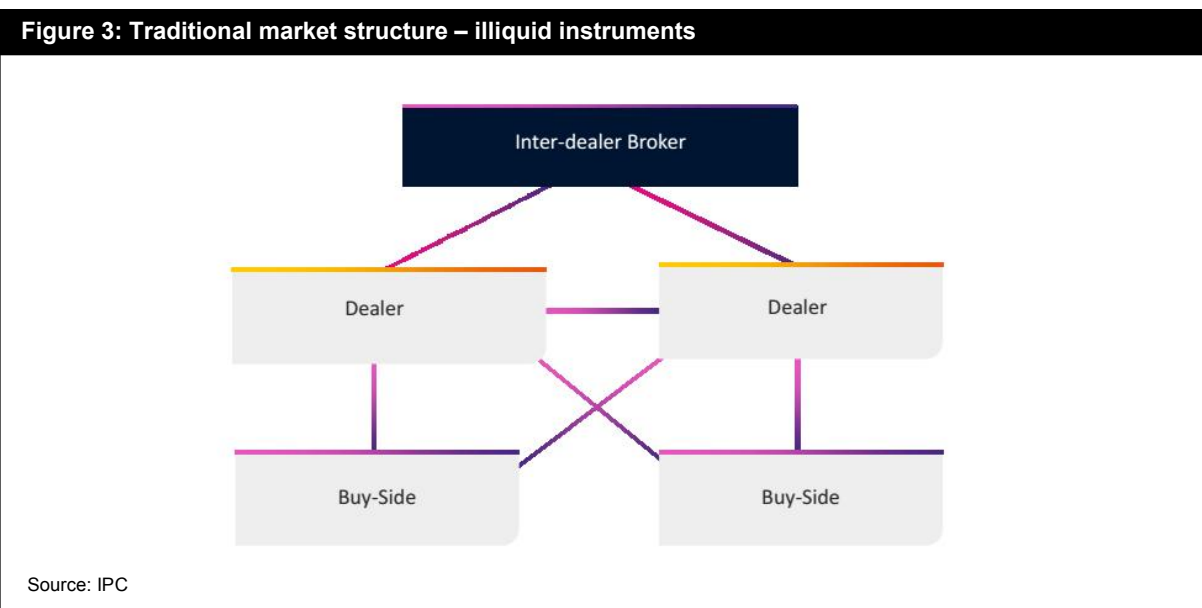 Figure 3: Traditional market structure – illiquid instruments
Inter-dealer Broker
Dealer
Dealer
Buy-Side
Buy-Side
Source: IPC